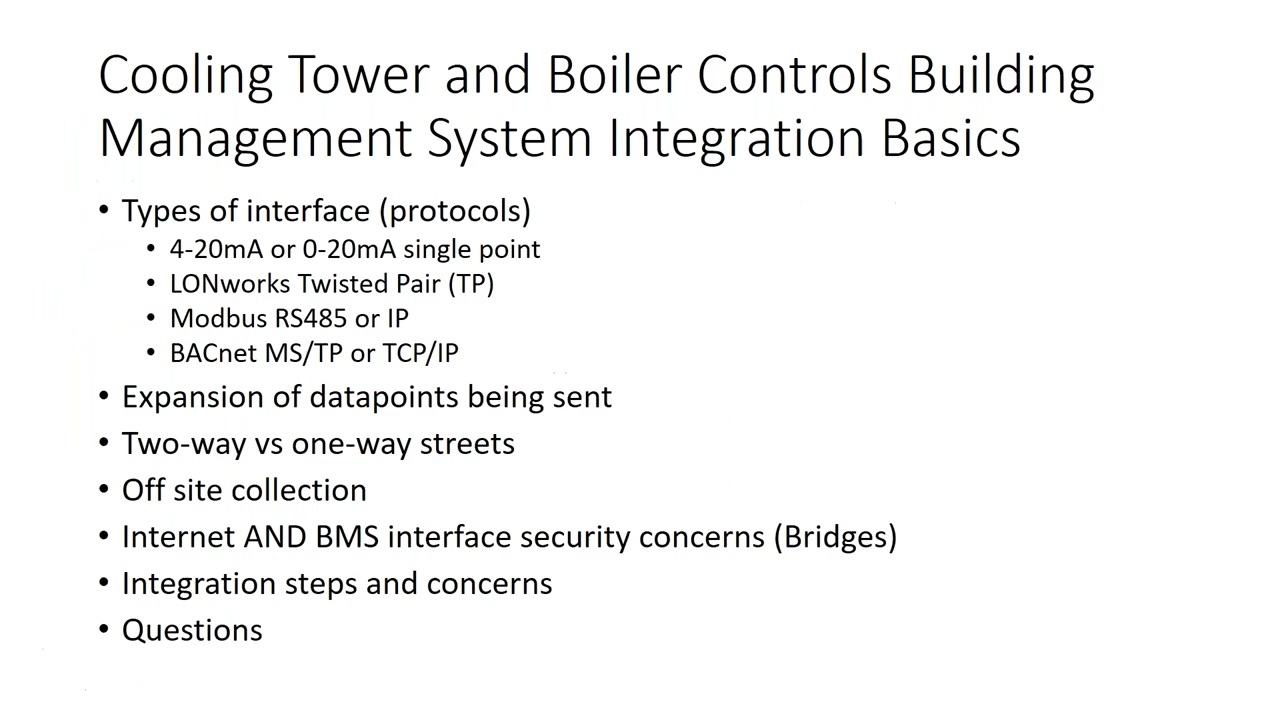 Cooling Tower and Boiler Controls Building
Management System Integration Basics
• Types of interface (protocols)
• 4-20mA or 0-20mA single point
• LONworks Twisted Pair (TP)
• Modbus RS485 or IP
• BACnet MS/TP or TCP/IP
• Expansion of datapoints being sent
• Two-way vs one-way streets
• Off site collection
• Internet AND BMS interface security concerns (Bridges)
• Integration steps and concerns
• Questions